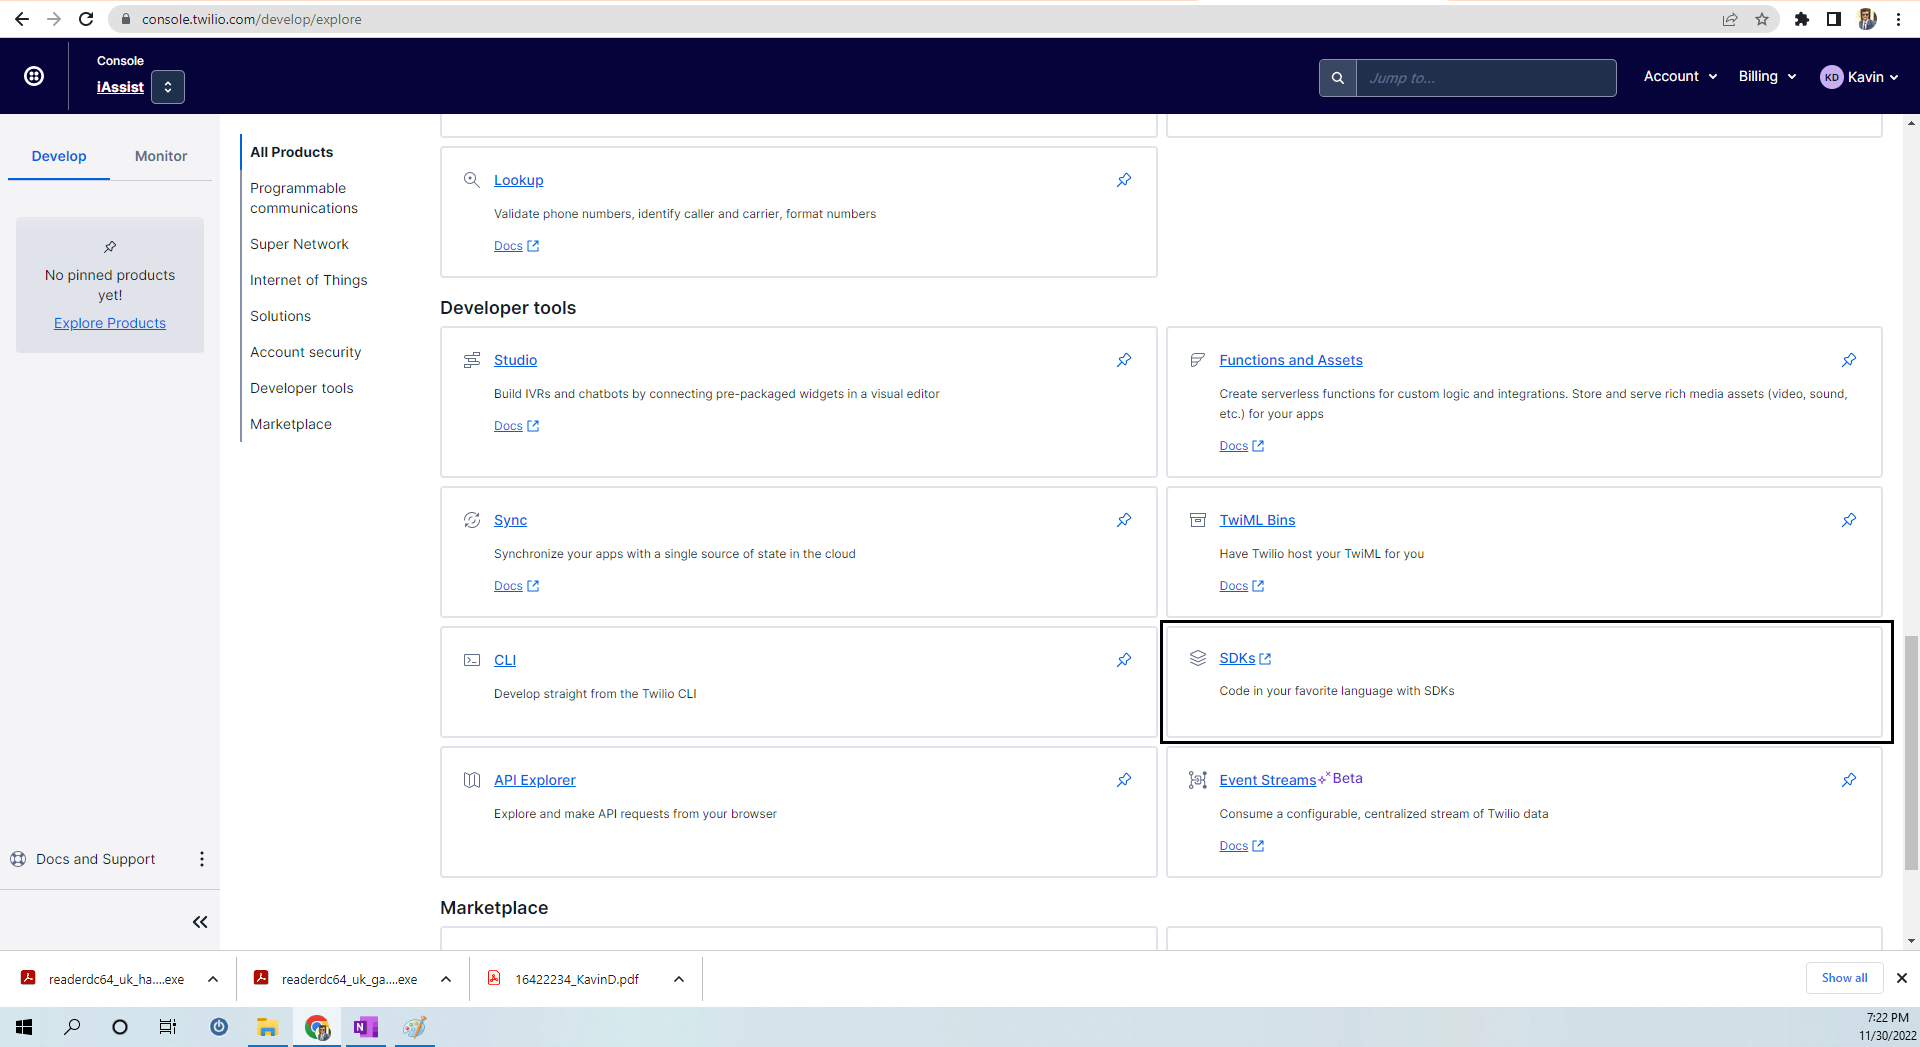 console.twilio.com/develop/explore
Console
iAssist
Jump to...
Account
Billing
KD
Kavin
Develop
Monitor
No pinned products
yet!
Explore Products
Docs and Support
All Products
Programmable
communications
Super Network
Internet of Things
Solutions
Account security
Developer tools
Marketplace
Lookup
Validate phone numbers, identify caller and carrier, format numbers
Docs
Developer tools
Studio
Build IVRs and chatbots by connecting pre-packaged widgets in a visual editor
Docs
Functions and Assets
Create serverless functions for custom logic and integrations. Store and serve rich media assets (video, sound,
etc.) for your apps
Docs
Sync
Synchronize your apps with a single source of state in the cloud
Docs
TwiML Bins
Have Twilio host your TwiML for you
Docs
CLI
Develop straight from the Twilio CLI
SDKs
Code in your favorite language with SDKs
API Explorer
Explore and make API requests from your browser
Event Streams Beta
Consume a configurable, centralized stream of Twilio data
Docs
Marketplace
readerdc64_uk_ha....exe
readerdc64_uk_ga....exe
16422234_KavinD.pdf
Show all
N
7:22 PM
11/30/2022